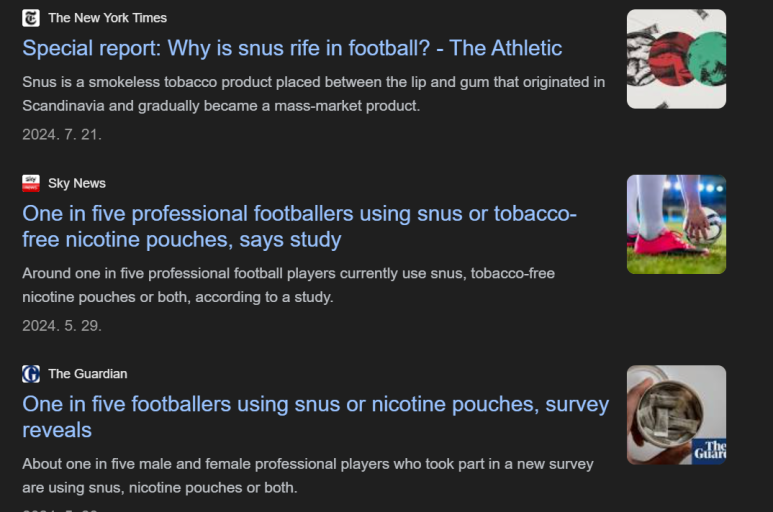 The New York Times
Special report: Why is snus rife in football? - The Athletic
Snus is a smokeless tobacco product placed between the lip and gum that originated in
Scandinavia and gradually became a mass-market product.
2024. 7. 21.
sky
news
Sky News
One in five professional footballers using snus or tobacco-
free nicotine pouches, says study
Around one in five professional football players currently use snus, tobacco-free
nicotine pouches or both, according to a study.
2024. 5. 29.
The Guardian
One in five footballers using snus or nicotine pouches, survey
reveals
About one in five male and female professional players who took part in a new survey
are using snus, nicotine pouches or both.
The
Guar